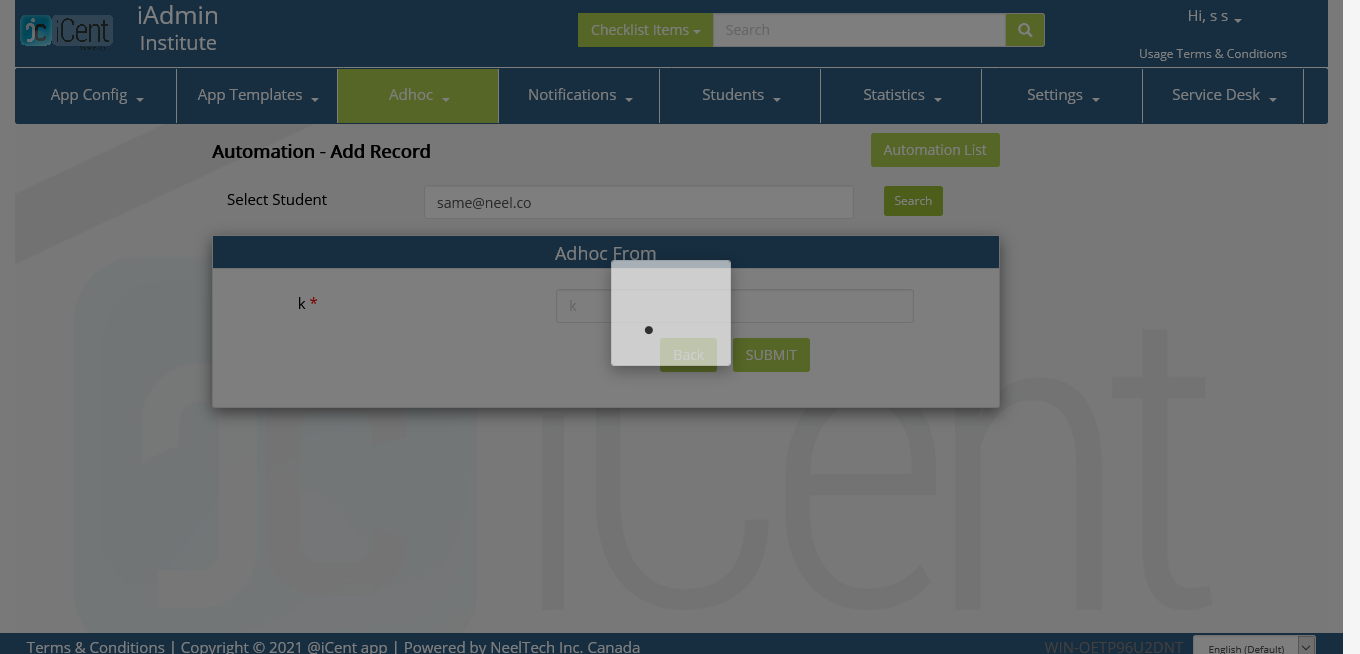 iCent
iAdmin
Institute
Checklist Items
Search
Hi, s s
Usage Terms & Conditions
App Config
App Templates
Adhoc
Notifications
Students
Statistics
Settings
Service Desk
Automation - Add Record
Automation List
Select Student
same@neel.co
Search
Adhoc From
k *
k
Back
SUBMIT
iCent
Terms & Conditions | Copyright © 2021 @iCent app | Powered by NeelTech Inc. Canada
WIN-OETP96U2DNT
English (Default)